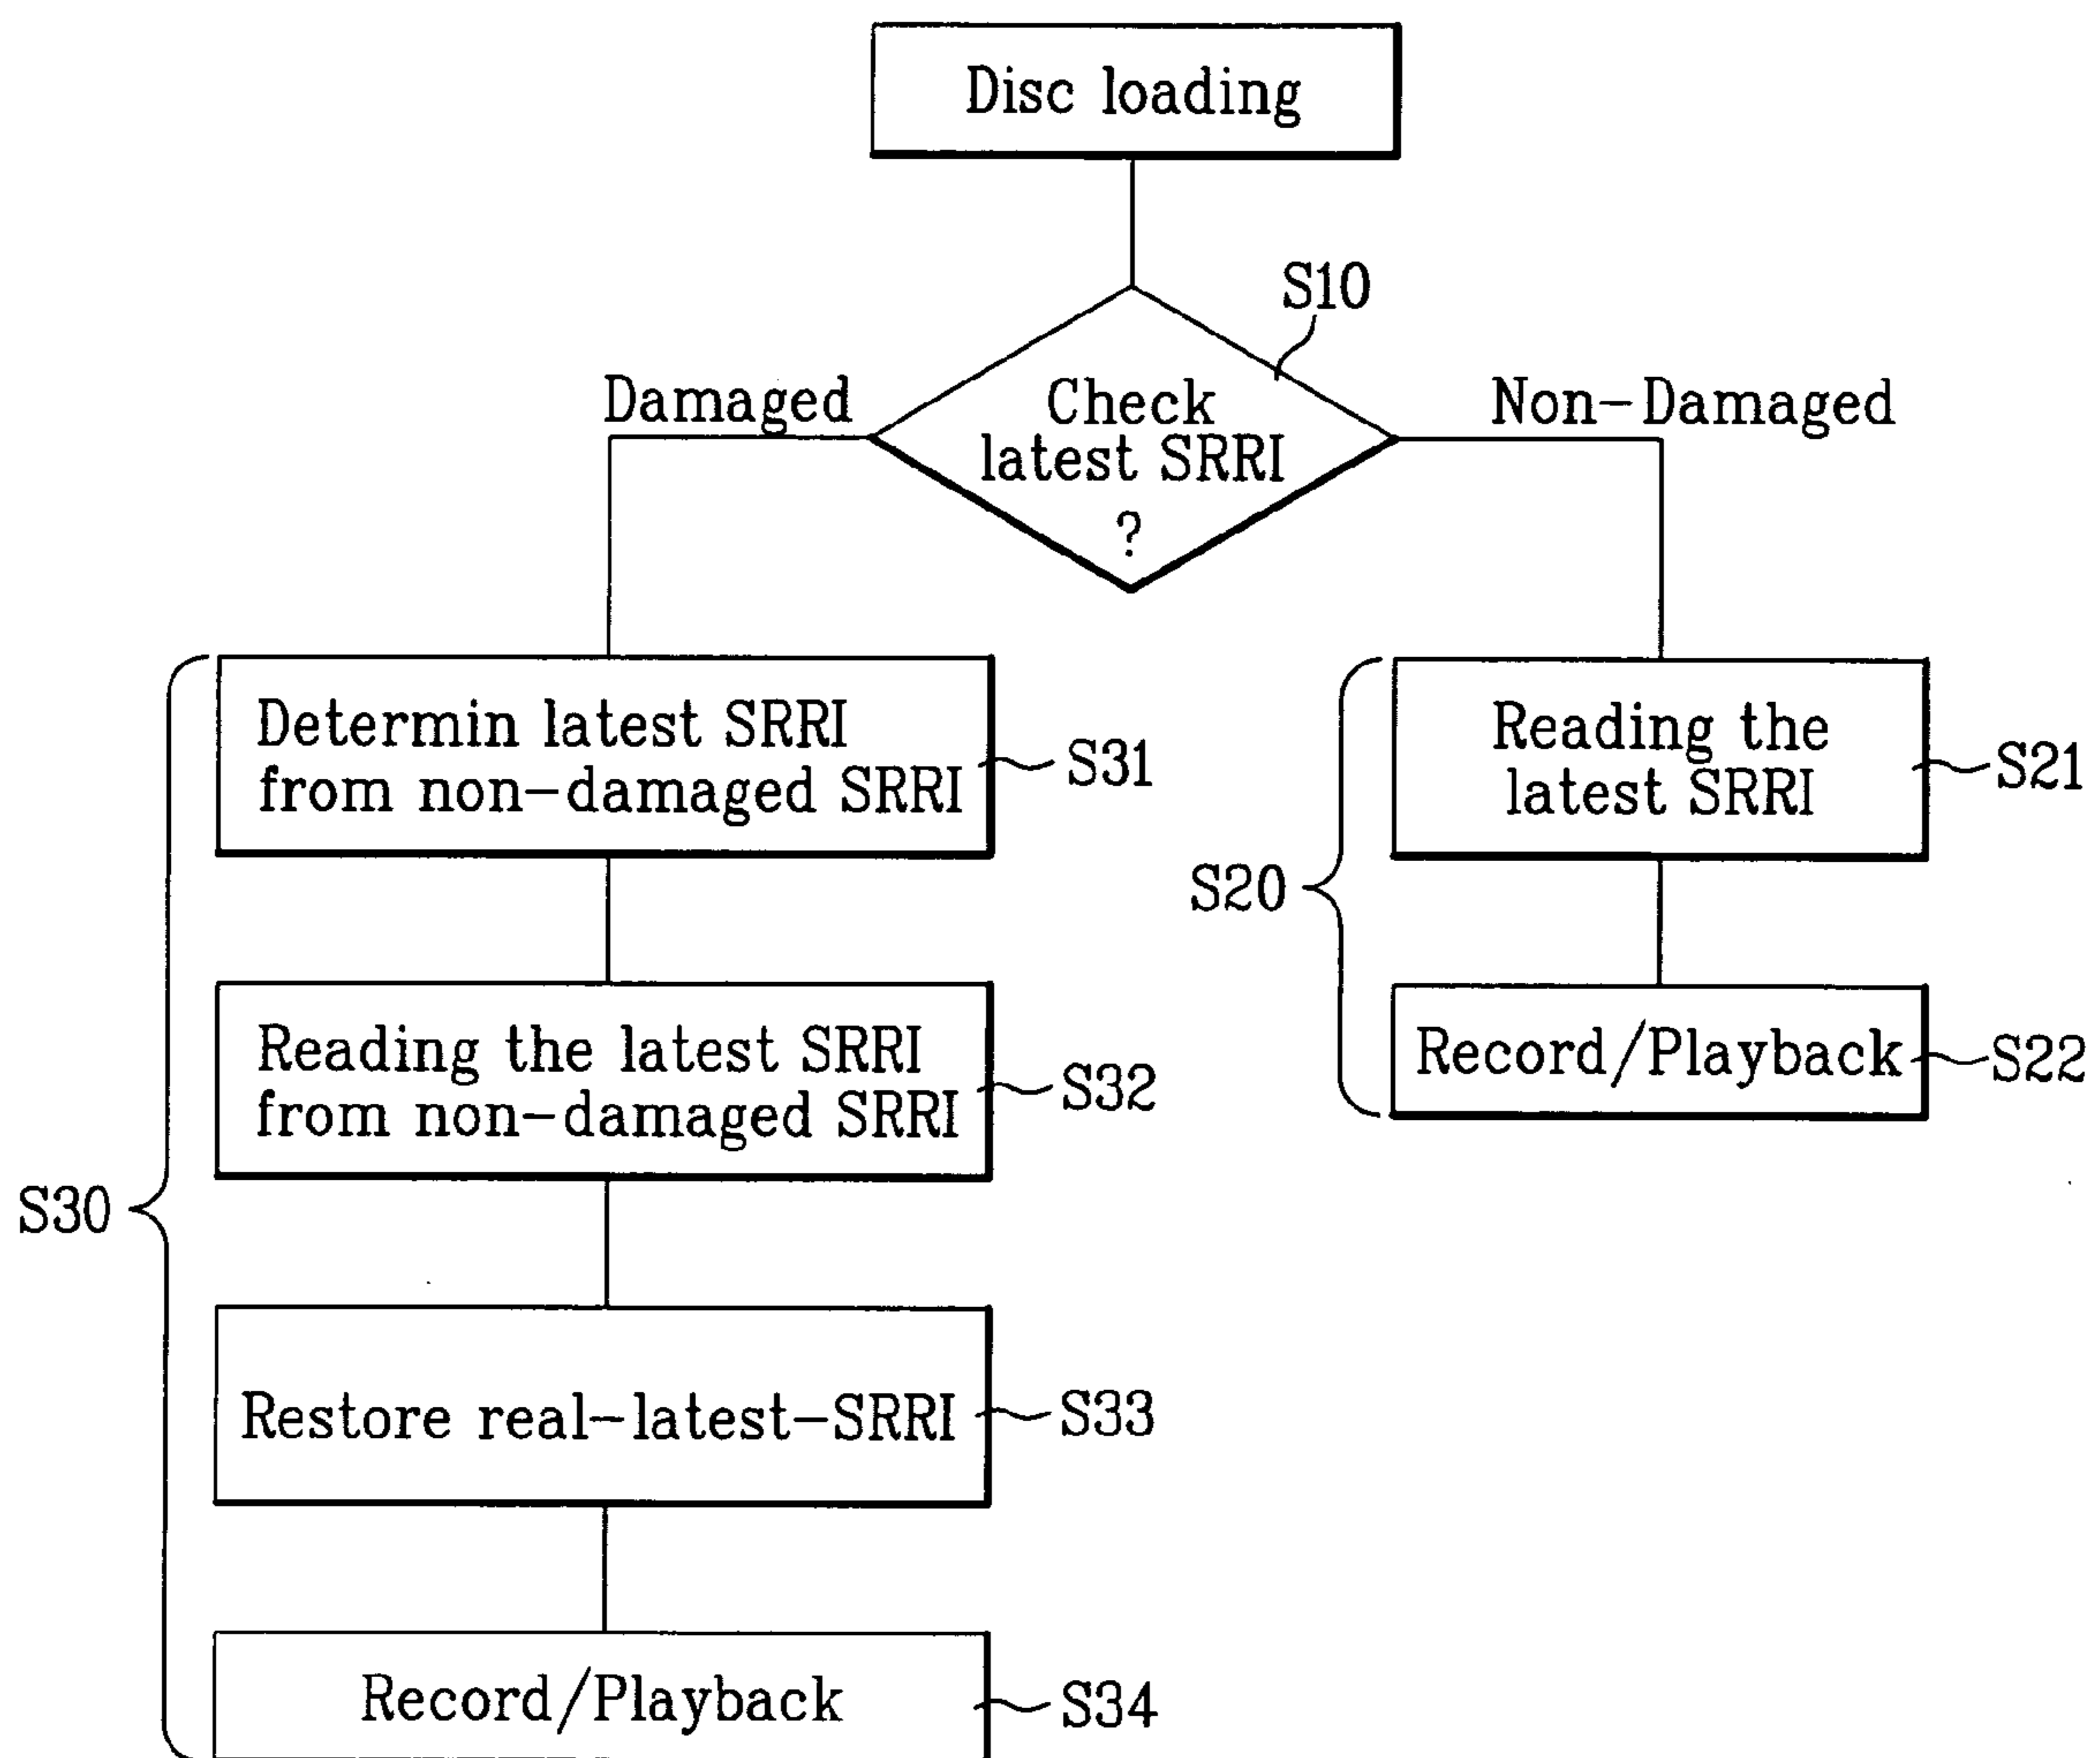 Disc loading
S10
Check
latest SRRI
?
Damaged
Non-Damaged
Determin latest SRRI
from non-damaged SRRI
S31
Reading the
latest SRRI
S21
S20
Reading the latest SRRI
from non-damaged SRRI
S32
Record/Playback
S22
S30
Restore real-latest-SRRI
S33
Record/Playback
S34